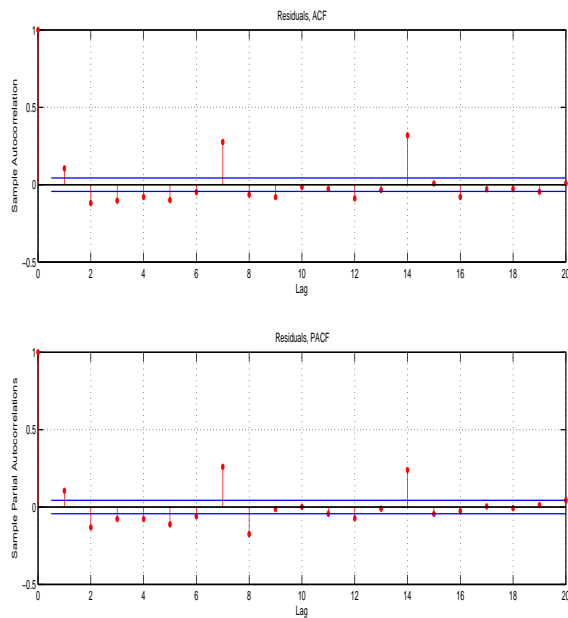 Residuals, ACF
Sample Autocorrelation
1
0.5
0
−0.5
0 2 4 6 8 10 12 14 16 18 20
Lag
Residuals, PACF
Sample Partial Autocorrelations
1
0.5
0
−0.5
0 2 4 6 8 10 12 14 16 18 20
Lag